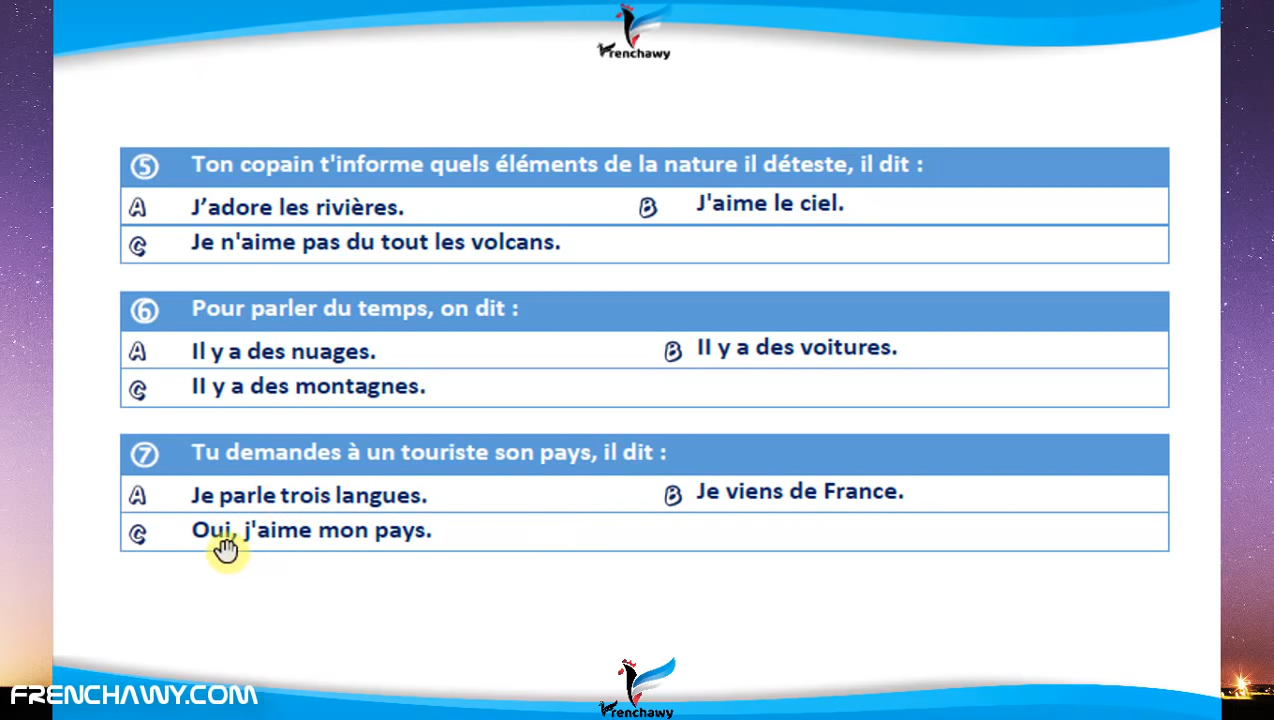 Frenchawy
⑤ Ton copain t'informe quels éléments de la nature il déteste, il dit :
A J’adore les rivières. B J'aime le ciel.
C Je n'aime pas du tout les volcans.
⑥ Pour parler du temps, on dit :
A Il y a des nuages. B II y a des voitures.
C II y a des montagnes.
⑦ Tu demandes à un touriste son pays, il dit :
A Je parle trois langues. B Je viens de France.
C Oui, j'aime mon pays.
FRENCHAWY.COM
Frenchawy